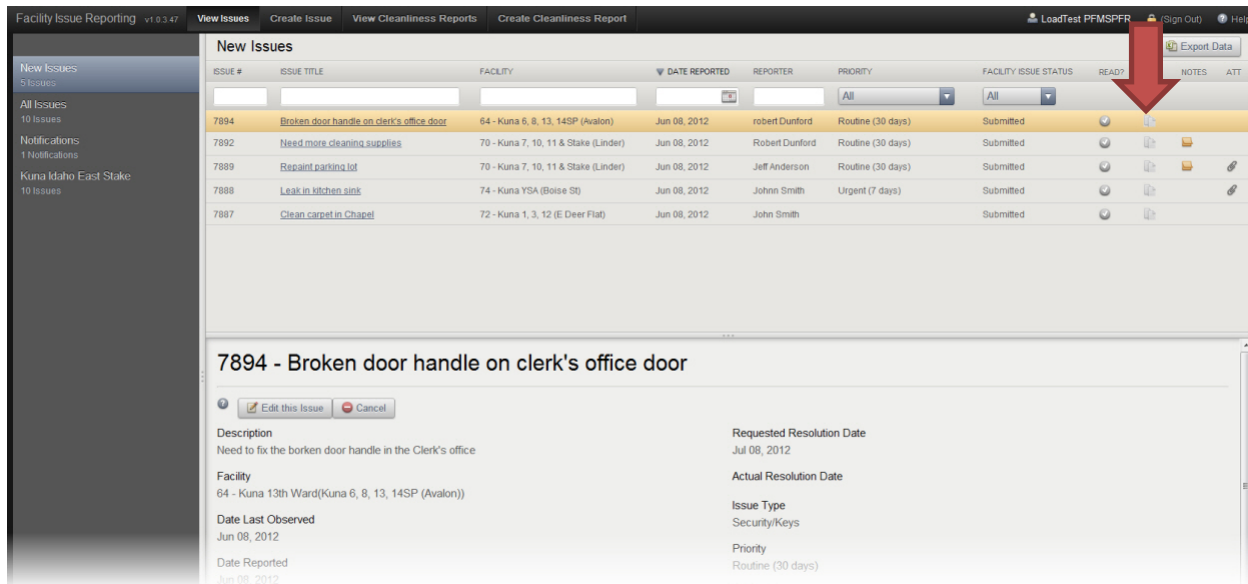 Facility Issue Reporting v1.0.3.47 View Issues Create Issue View Cleanliness Reports Create Cleanliness Report LoadTest PFMSPFR (Sign Out) Help
New Issues
5 Issues
All Issues
10 Issues
Notifications
1 Notifications
Kuna Idaho East Stake
10 Issues
New Issues Export Data
ISSUE # ISSUE TITLE FACILITY DATE REPORTED REPORTER PRIORITY FACILITY ISSUE STATUS READ? NOTES ATT
All All
7894 Broken door handle on clerk's office door 64 - Kuna 6, 8, 13, 14SP (Avalon) Jun 08, 2012 robert Dunford Routine (30 days) Submitted
7892 Need more cleaning supplies 70 - Kuna 7, 10, 11 & Stake (Linder) Jun 08, 2012 Robert Dunford Routine (30 days) Submitted
7889 Repaint parking lot 70 - Kuna 7, 10, 11 & Stake (Linder) Jun 08, 2012 Jeff Anderson Routine (30 days) Submitted
7888 Leak in kitchen sink 74 - Kuna YSA (Boise St) Jun 08, 2012 Johnn Smith Urgent (7 days) Submitted
7887 Clean carpet in Chapel 72 - Kuna 1, 3, 12 (E Deer Flat) Jun 08, 2012 John Smith Submitted
7894 - Broken door handle on clerk's office door
Edit this Issue Cancel
Description
Need to fix the borken door handle in the Clerk's office
Facility
64 - Kuna 13th Ward(Kuna 6, 8, 13, 14SP (Avalon))
Date Last Observed
Jun 08, 2012
Date Reported
Jun 08, 2012
Requested Resolution Date
Jul 08, 2012
Actual Resolution Date
Issue Type
Security/Keys
Priority
Routine (30 days)